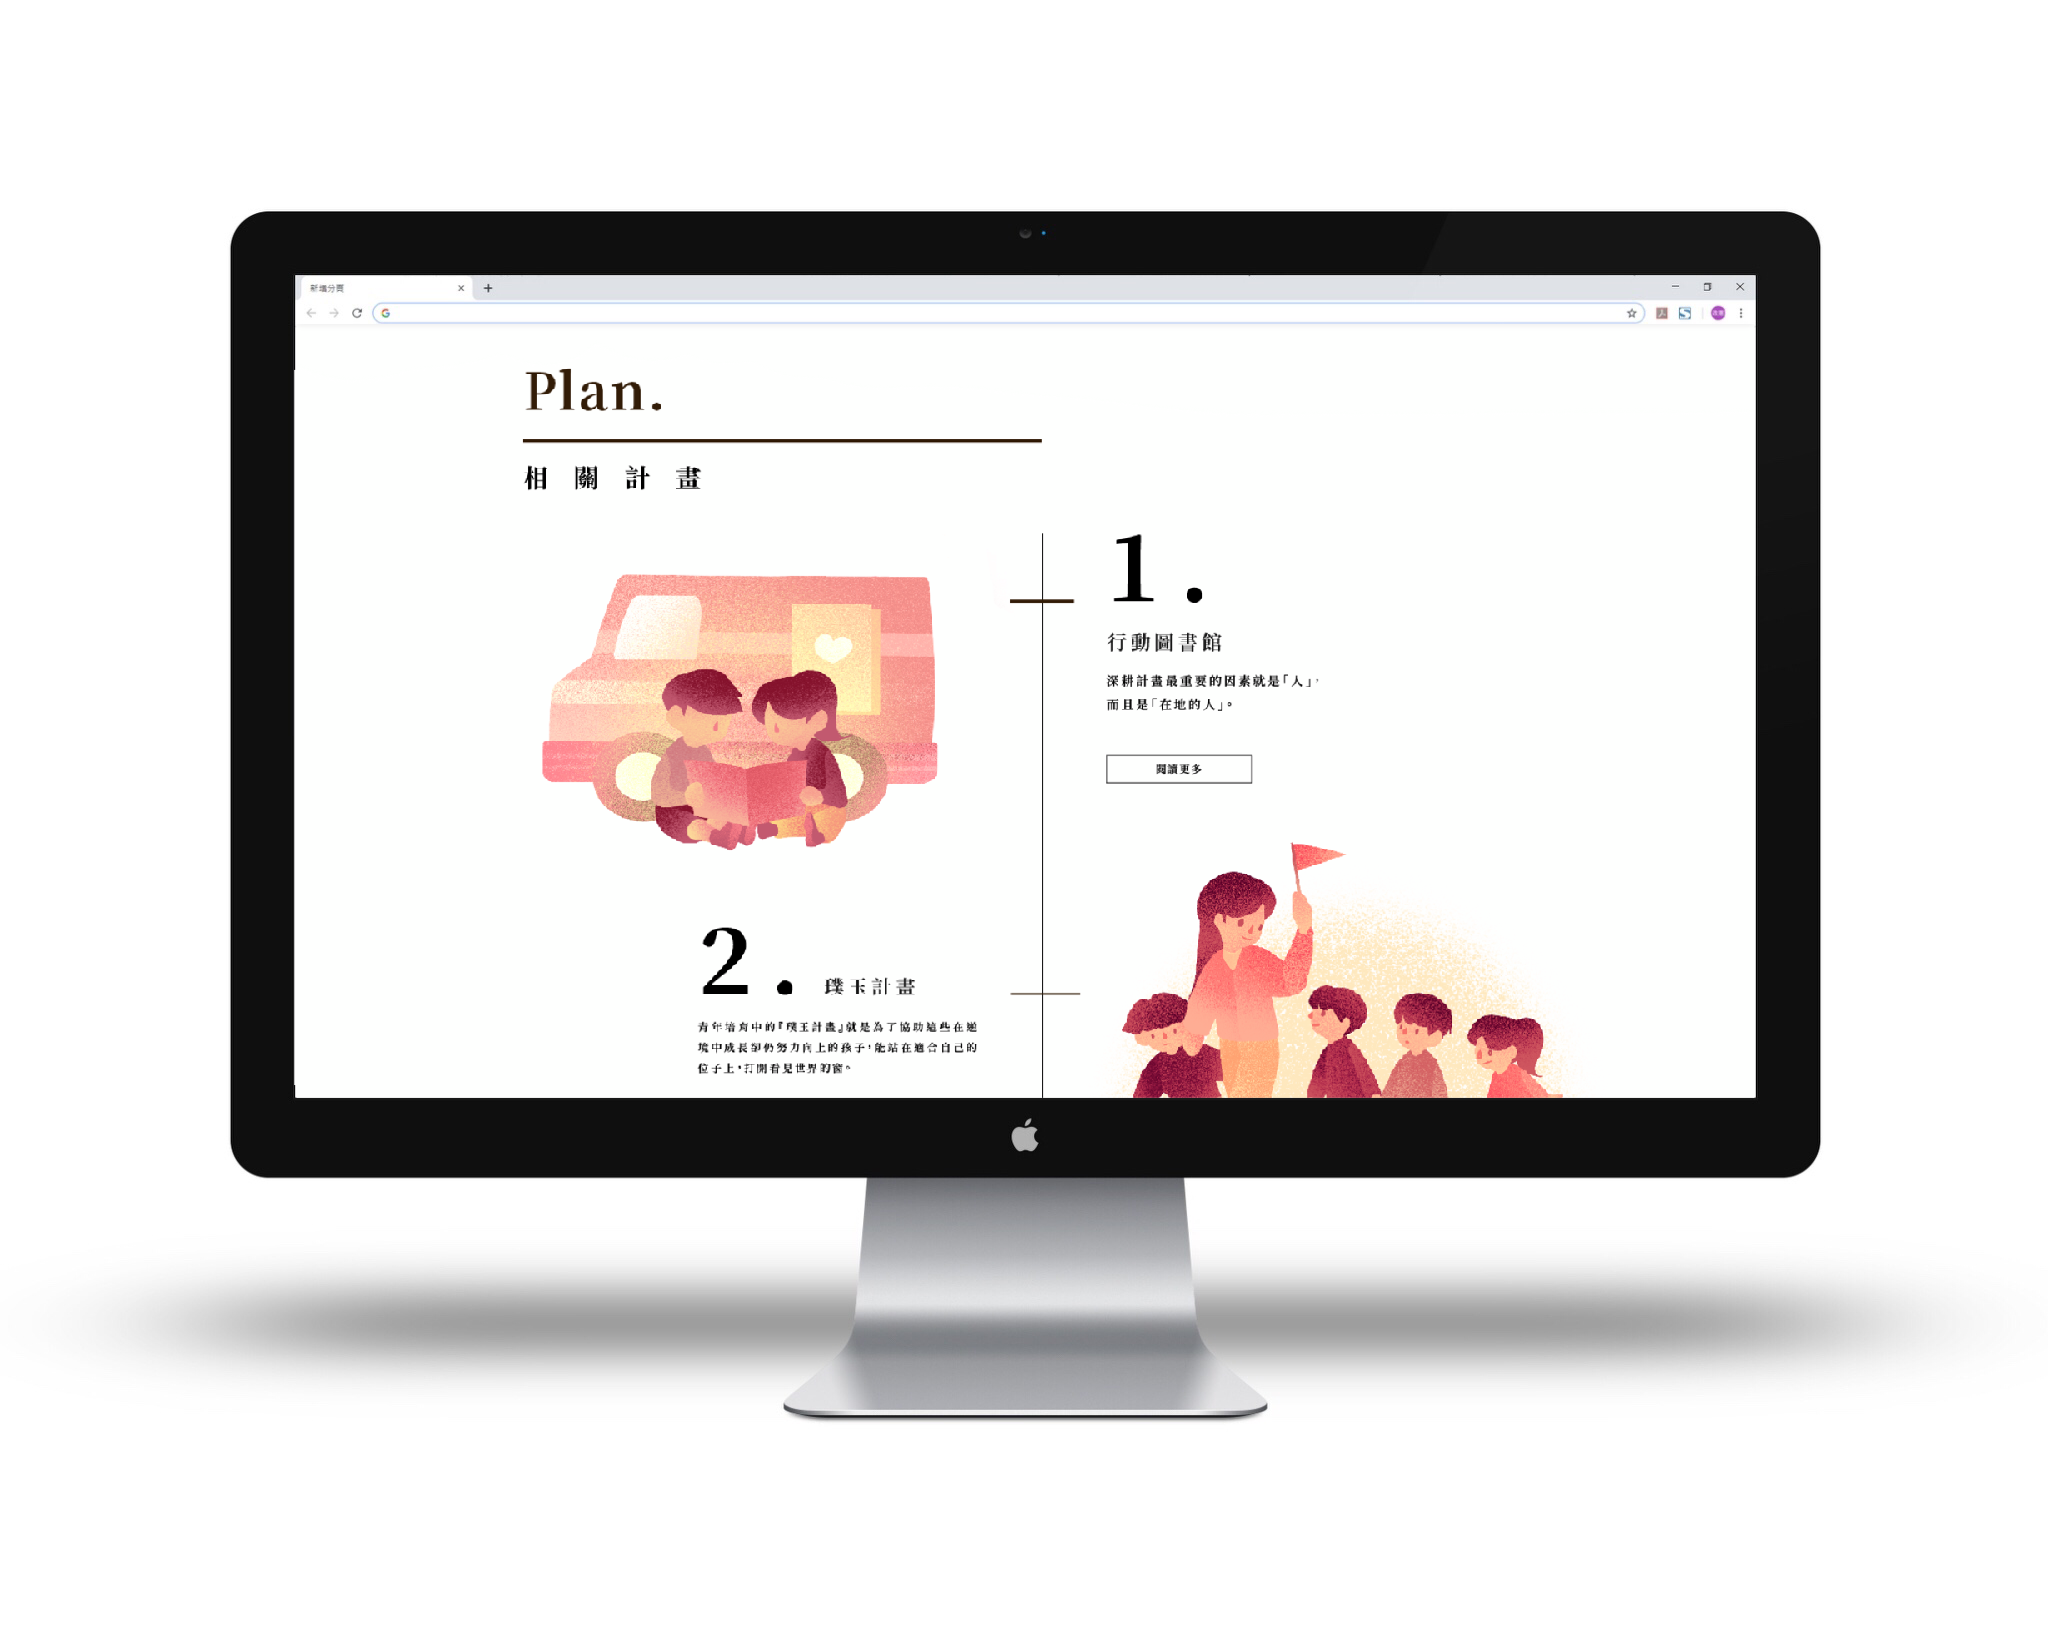 新增分頁
Plan.
相關計畫
1.
行動圖書館
深耕計畫最重要的因素就是「人」,
而且是「在地的人」。
閱讀更多
2. 璞玉計畫
青年培育中的『璞玉計畫』就是為了協助這些在逆
境中成長卻仍努力向上的孩子,能站在適合自己的
位子上,打開看見世界的窗。